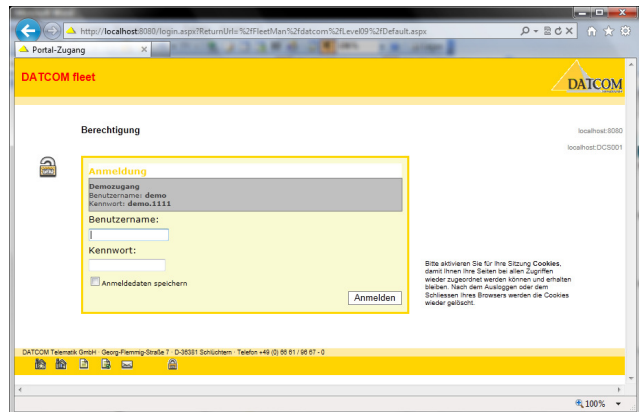 http://localhost:8080/login.aspx?ReturnUrl=%2fFleetMan%2fdatcom%2fLevel09%2fDefault.aspx
Portal-Zugang
DATCOM fleet
DATCOM
Berechtigung
localhost:8080
localhost:DCS001
Anmeldung
Demozugang
Benutzername: demo
Kennwort: demo.1111
Benutzername:
Kennwort:
Anmeldedaten speichern
Anmelden
Bitte aktivieren Sie für Ihre Sitzung Cookies,
damit Ihnen Ihre Seiten bei allen Zugriffen
wieder zugeordnet werden können und erhalten
bleiben. Nach dem Ausloggen oder dem
Schliessen Ihres Browsers werden die Cookies
wieder gelöscht.
DATCOM Telematik GmbH · Georg-Flemmig-Straße 7 · D-36381 Schlüchtern · Telefon +49 (0) 66 61 / 96 67 - 0
100%